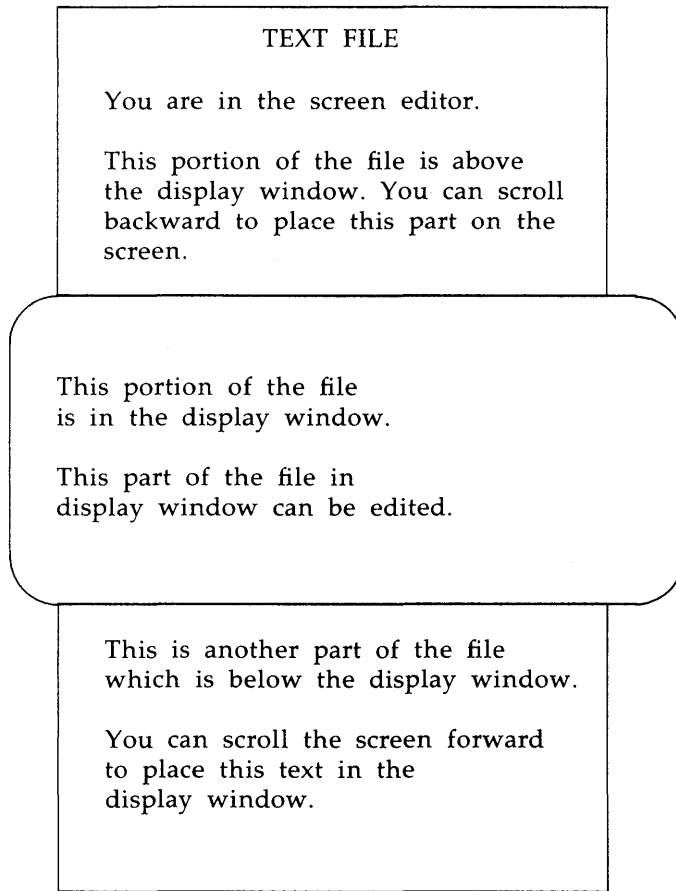 TEXT FILE
You are in the screen editor.
This portion of the file is above
the display window. You can scroll
backward to place this part on the
screen.
This portion of the file
is in the display window.
This part of the file in
display window can be edited.
This is another part of the file
which is below the display window.
You can scroll the screen forward
to place this text in the
display window.